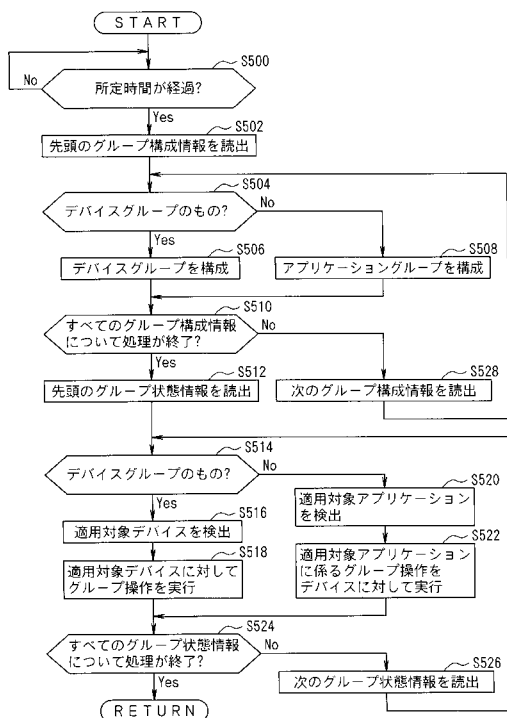 START
S500
所定時間が経過?
No
Yes
S502
先頭のグループ構成情報を読出
S504
デバイスグループのもの?
No
Yes
S506
デバイスグループを構成
S508
アプリケーショングループを構成
S510
すべてのグループ構成情報
について処理が終了?
No
Yes
S512
先頭のグループ状態情報を読出
S528
次のグループ構成情報を読出
S514
デバイスグループのもの?
No
Yes
S516
適用対象デバイスを検出
S520
適用対象アプリケーション
を検出
S518
適用対象デバイスに対して
グループ操作を実行
S522
適用対象アプリケーション
に係るグループ操作を
デバイスに対して実行
S524
すべてのグループ状態情報
について処理が終了?
No
Yes
S526
次のグループ状態情報を読出
RETURN